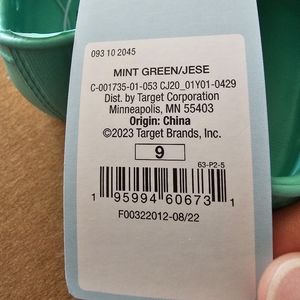 093 10 2045
MINT GREEN/JESE
C-001735-01-053 CJ20_01Y01-0429
Dist. by Target Corporation
Minneapolis, MN 55403
Origin: China
©2023 Target Brands, Inc.
9
63-P2-5
1 95994 60673 1
F00322012-08/22